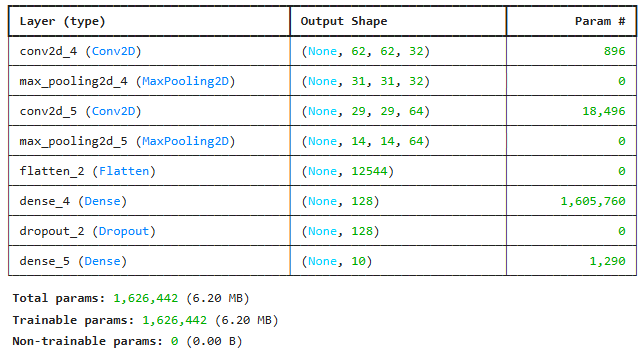 Layer (type) Output Shape Param #
conv2d_4 (Conv2D) (None, 62, 62, 32) 896
max_pooling2d_4 (MaxPooling2D) (None, 31, 31, 32) 0
conv2d_5 (Conv2D) (None, 29, 29, 64) 18,496
max_pooling2d_5 (MaxPooling2D) (None, 14, 14, 64) 0
flatten_2 (Flatten) (None, 12544) 0
dense_4 (Dense) (None, 128) 1,605,760
dropout_2 (Dropout) (None, 128) 0
dense_5 (Dense) (None, 10) 1,290
Total params: 1,626,442 (6.20 MB)
Trainable params: 1,626,442 (6.20 MB)
Non-trainable params: 0 (0.00 B)